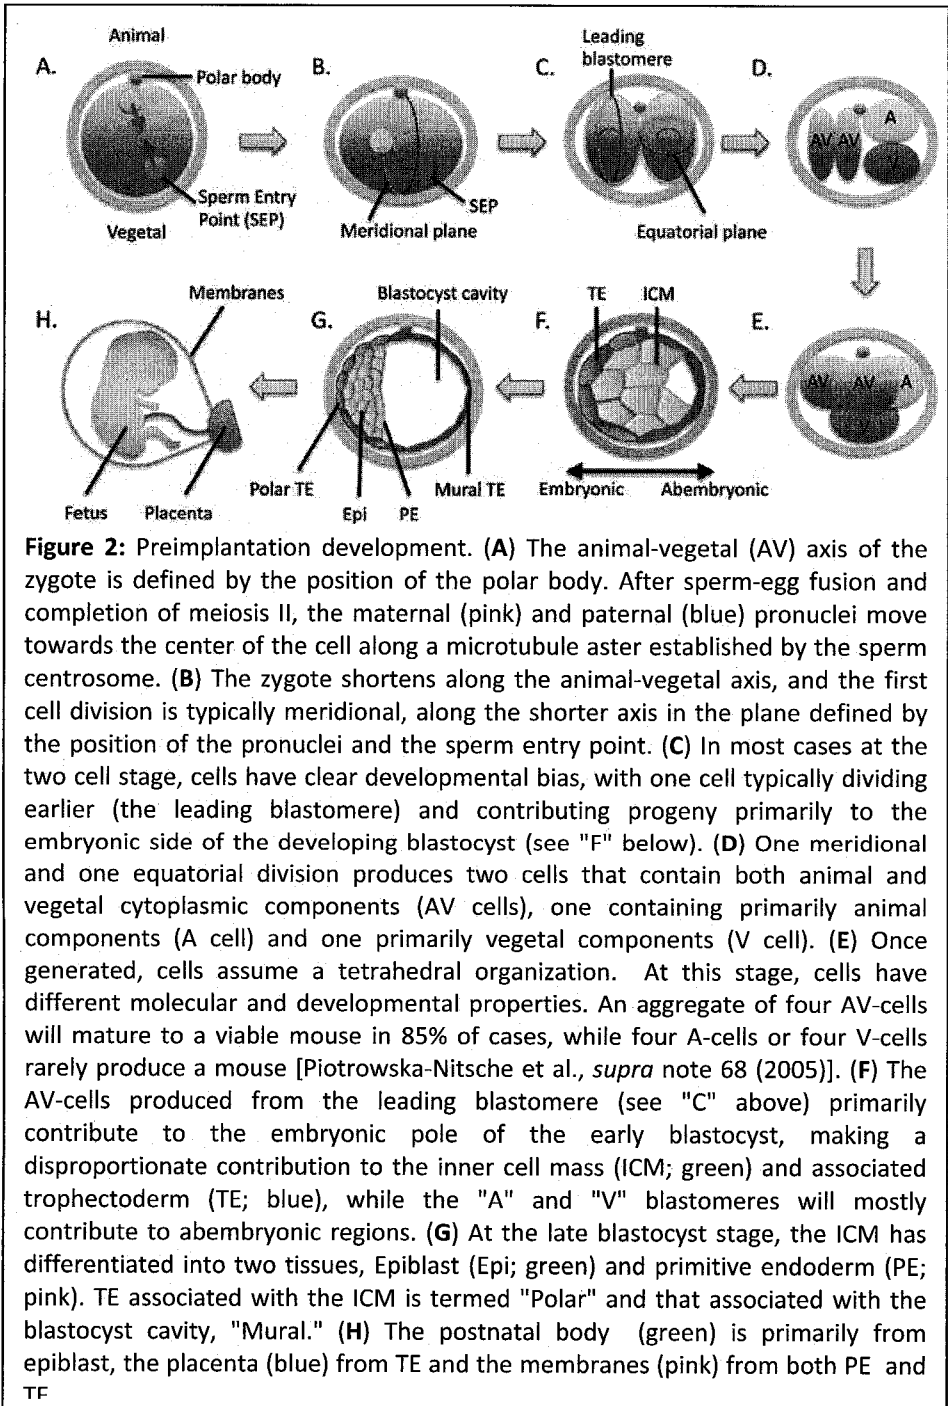 Animal
A.
Polar body
Sperm Entry
Point (SEP)
Vegetal
B.
SEP
Meridional plane
Leading
blastomere
C.
Equatorial plane
D.
AV AV A
V
H.
Membranes
Fetus Placenta
Blastocyst cavity
G.
Polar TE
Epi PE
Mural TE
TE ICM
F.
Embryonic Abembryonic
E.
AV AV A
V
Figure 2: Preimplantation development. (A) The animal-vegetal (AV) axis of the
zygote is defined by the position of the polar body. After sperm-egg fusion and
completion of meiosis II, the maternal (pink) and paternal (blue) pronuclei move
towards the center of the cell along a microtubule aster established by the sperm
centrosome. (B) The zygote shortens along the animal-vegetal axis, and the first
cell division is typically meridional, along the shorter axis in the plane defined by
the position of the pronuclei and the sperm entry point. (C) In most cases at the
two cell stage, cells have clear developmental bias, with one cell typically dividing
earlier (the leading blastomere) and contributing progeny primarily to the
embryonic side of the developing blastocyst (see "F" below). (D) One meridional
and one equatorial division produces two cells that contain both animal and
vegetal cytoplasmic components (AV cells), one containing primarily animal
components (A cell) and one primarily vegetal components (V cell). (E) Once
generated, cells assume a tetrahedral organization. At this stage, cells have
different molecular and developmental properties. An aggregate of four AV-cells
will mature to a viable mouse in 85% of cases, while four A-cells or four V-cells
rarely produce a mouse [Piotrowska-Nitsche et al., supra note 68 (2005)]. (F) The
AV-cells produced from the leading blastomere (see "C" above) primarily
contribute to the embryonic pole of the early blastocyst, making a
disproportionate contribution to the inner cell mass (ICM; green) and associated
trophectoderm (TE; blue), while the "A" and "V" blastomeres will mostly
contribute to abembryonic regions. (G) At the late blastocyst stage, the ICM has
differentiated into two tissues, Epiblast (Epi; green) and primitive endoderm (PE;
pink). TE associated with the ICM is termed "Polar" and that associated with the
blastocyst cavity, "Mural." (H) The postnatal body (green) is primarily from
epiblast, the placenta (blue) from TE and the membranes (pink) from both PE and
TE